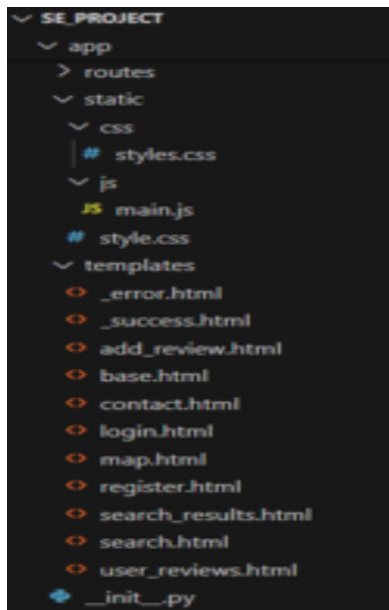 SE_PROJECT
app
routes
static
css
# styles.css
js
JS main.js
# style.css
templates
<> _error.html
<> _success.html
<> add_review.html
<> base.html
<> contact.html
<> login.html
<> map.html
<> register.html
<> search_results.html
<> search.html
<> user_reviews.html
__init__.py